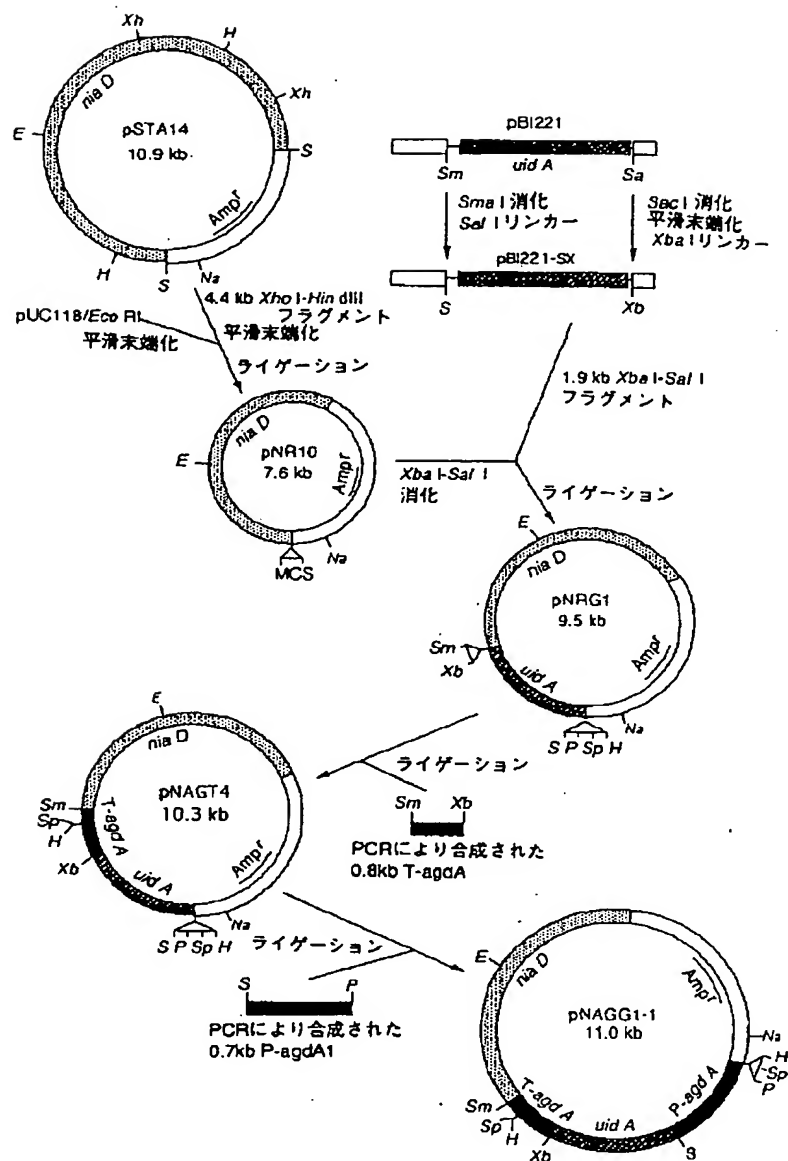 Xh
H
nia D
Xh
E
pSTA14
10.9 kb
S
Ampr
H
S
Na
pBI221
uid A
Sm
Sa
Sma I 消化
Sal I リンカー
Sac I 消化
平滑末端化
Xba I リンカー
pBI221-SX
S
Xb
pUC118/Eco RI
平滑末端化
4.4 kb Xho I-Hin dIII
フラグメント
平滑末端化
ライゲーション
1.9 kb Xba I-Sal I
フラグメント
nia D
E
pNR10
7.6 kb
Ampr
Na
MCS
Xba I-Sal I
消化
ライゲーション
E
nia D
pNRG1
9.5 kb
Sm
Xb
uid A
Ampr
Na
S P Sp H
E
nia D
pNAGT4
10.3 kb
Sm
Sp
H
Xb
T-agd A
uid A
Ampr
Na
S P Sp H
ライゲーション
Sm Xb
PCRにより合成された
0.8kb T-agdA
ライゲーション
S P
PCRにより合成された
0.7kb P-agdA1
E
nia D
Ampr
pNAGG1-1
11.0 kb
Na
H
Sp
P
P-agd A
T-agd A
uid A
Sm
Sp
H
Xb
S